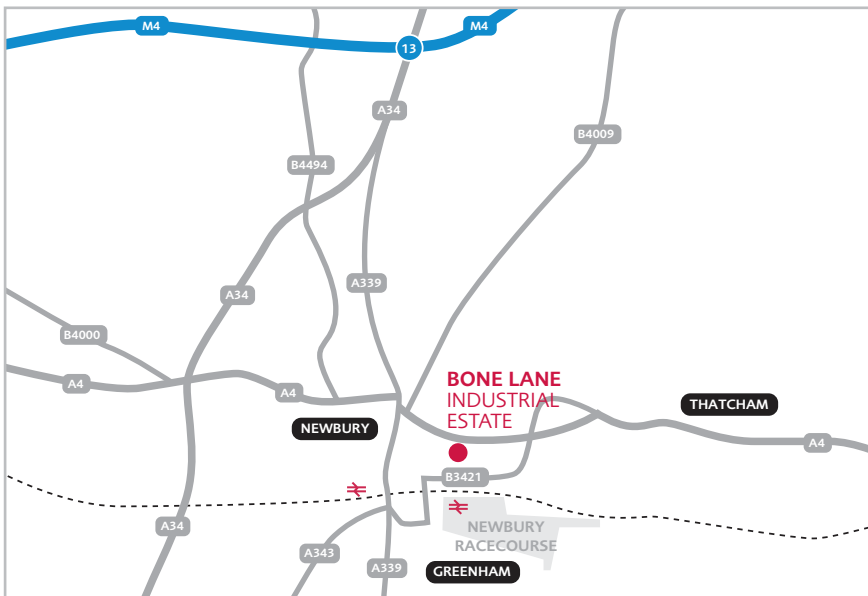 M4
M4
13
A34
B4494
B4009
A339
A34
B4000
A4
A4
BONE LANE
INDUSTRIAL
ESTATE
THATCHAM
NEWBURY
A4
B3421
A34
NEWBURY
RACECOURSE
A343
A339
GREENHAM